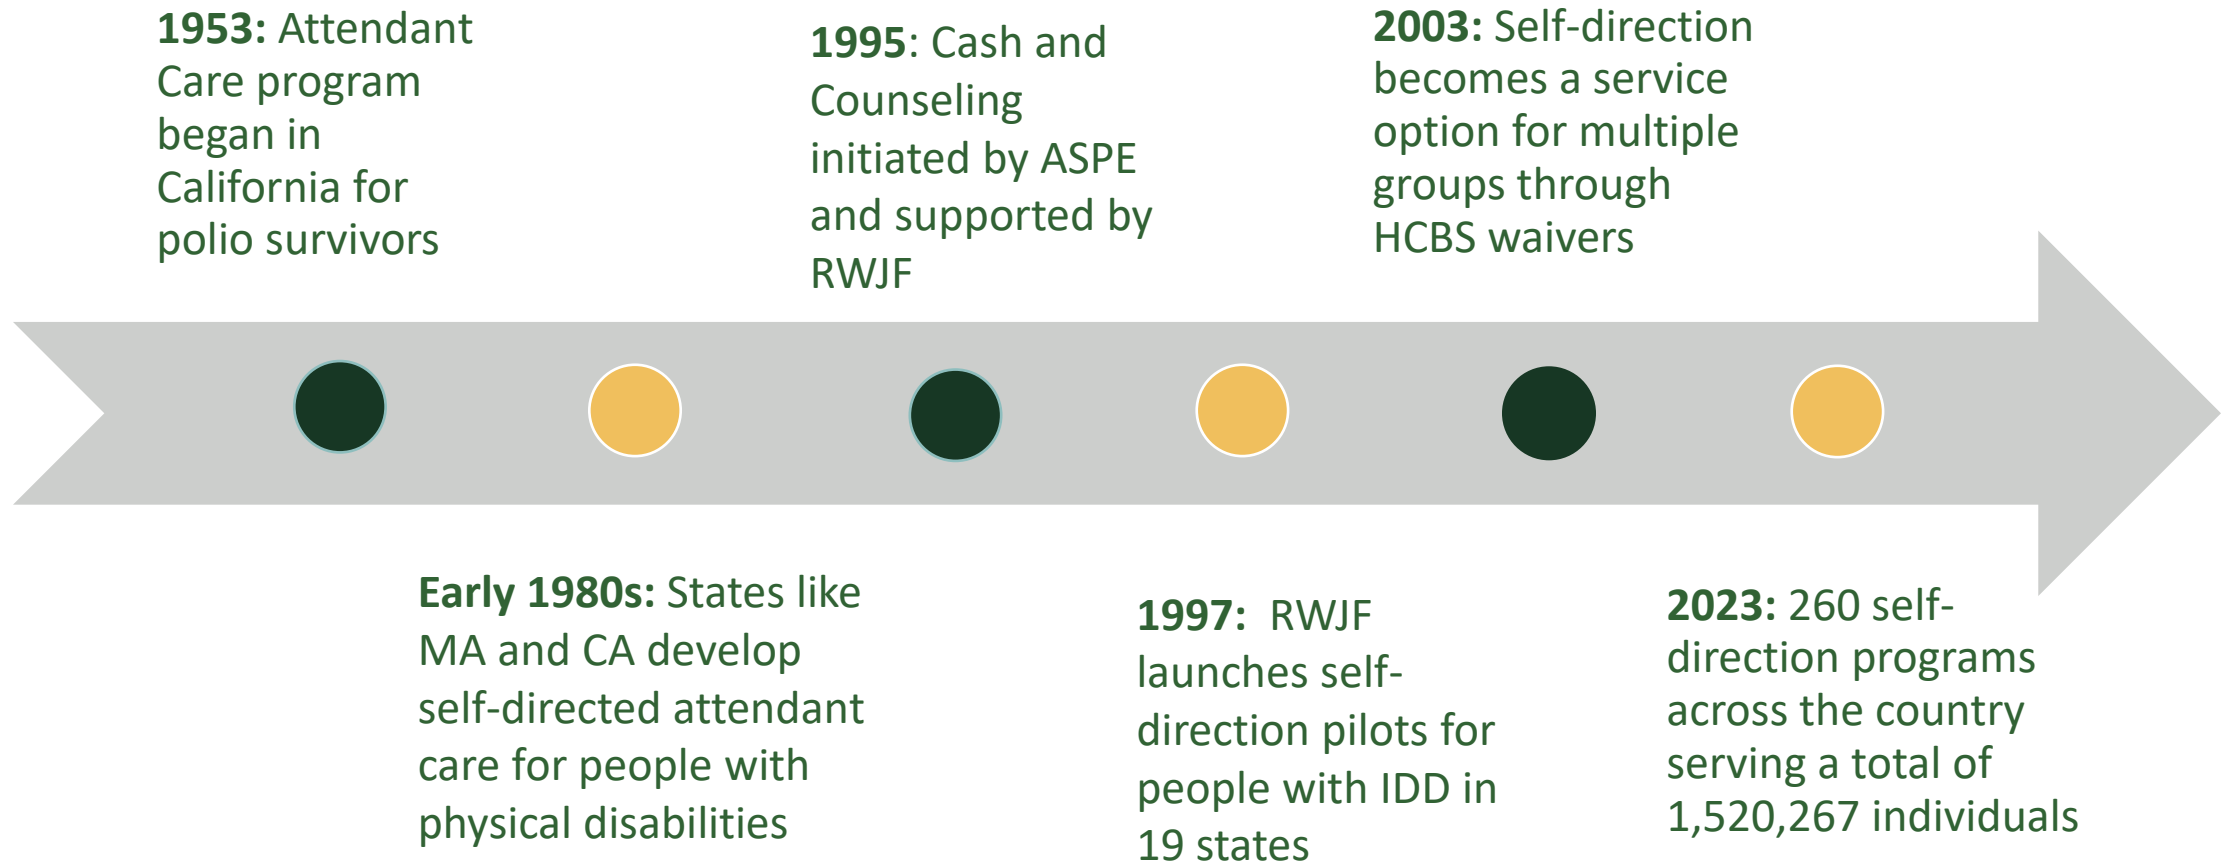 1953: Attendant
Care program
began in
California for
polio survivors
Early 1980s: States like
MA and CA develop
self-directed attendant
care for people with
physical disabilities
1995: Cash and
Counseling
initiated by ASPE
and supported by
RWJF
1997: RWJF
launches self-
direction pilots for
people with IDD in
19 states
2003: Self-direction
becomes a service
option for multiple
groups through
HCBS waivers
2023: 260 self-
direction programs
across the country
serving a total of
1,520,267 individuals